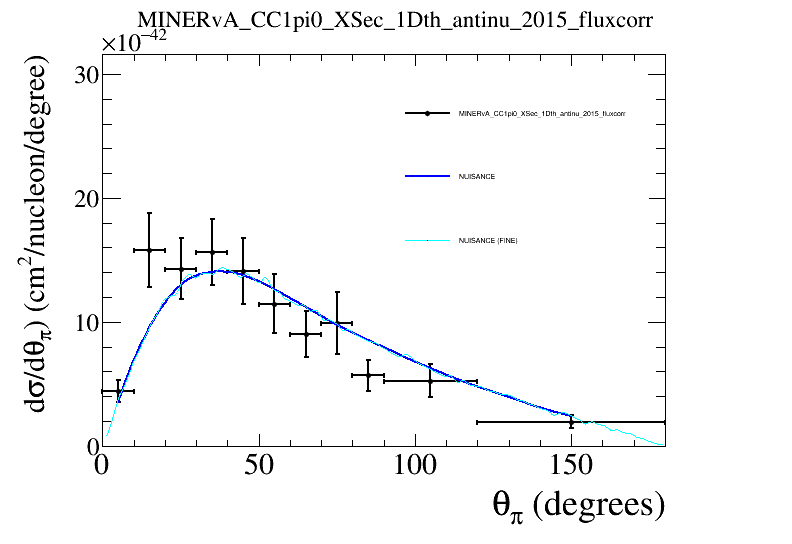 MINERvA_CC1pi0_XSec_1Dth_antinu_2015_fluxcorr
×10⁻⁴²
dσ/dθπ) (cm²/nucleon/degree)
30
20
10
0
MINERvA_CC1pi0_XSec_1Dth_antinu_2015_fluxcorr
NUISANCE
NUISANCE (FINE)
0 50 100 150
θπ (degrees)